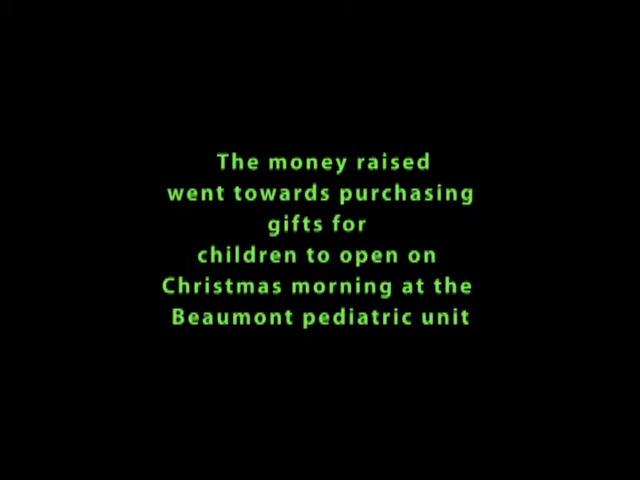 The money raised
went towards purchasing
gifts for
children to open on
Christmas morning at the
Beaumont pediatric unit